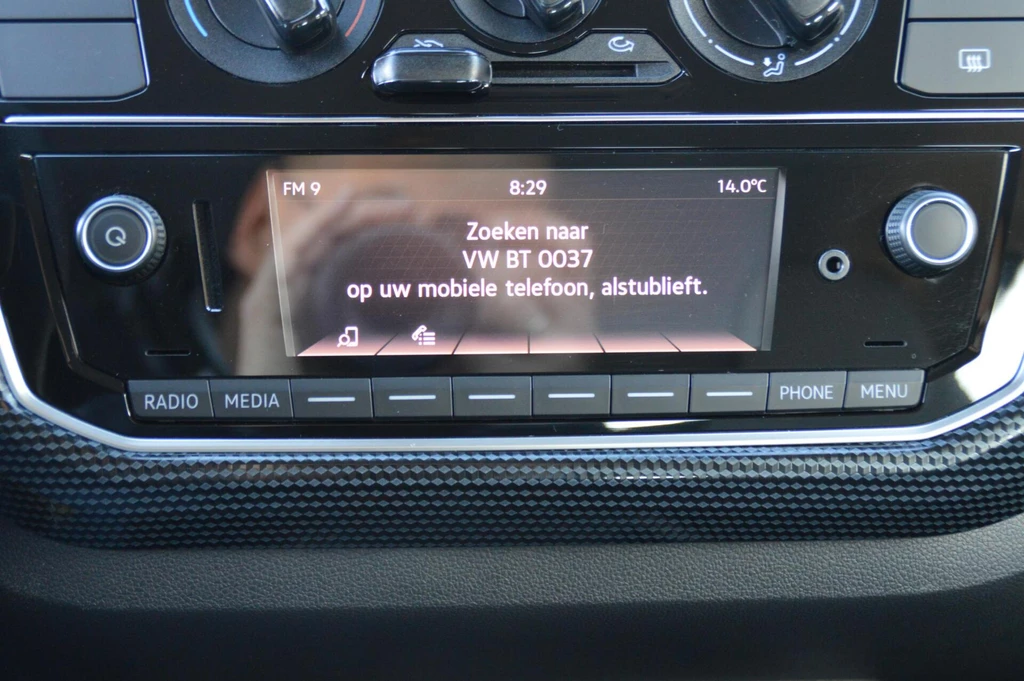 FM 9 8:29 14.0°C
Zoeken naar
VW BT 0037
op uw mobiele telefoon, alstublieft.
RADIO MEDIA PHONE MENU